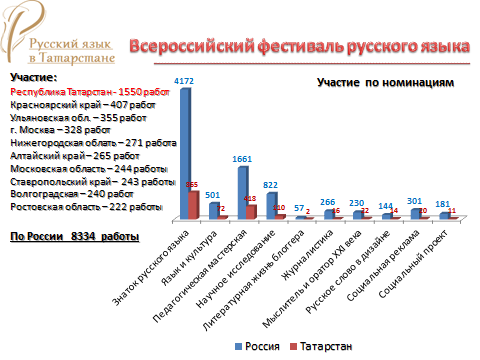 Русский язык
в Татарстане
Всероссийский фестиваль русского языка
Участие:
Республика Татарстан - 1550 работ
Красноярский край – 407 работ
Ульяновская обл. – 355 работ
г. Москва – 328 работ
Нижегородская облать – 271 работа
Алтайский край – 265 работ
Московская область – 244 работы
Ставропольский край – 243 работы
Волгоградская – 240 работ
Ростовская область – 222 работы
По России 8334 работы
Участие по номинациям
4172
865
501
72
1661
418
822
110
57
2
266
16
230
22
144
14
301
20
181
11
Знаток русского языка
Язык и культура
Педагогическая мастерская
Научное исследование
Литературная жизнь блоггера
Журналистика
Мыслитель и оратор XXI века
Русское слово в дизайне
Социальная реклама
Социальный проект
Россия
Татарстан